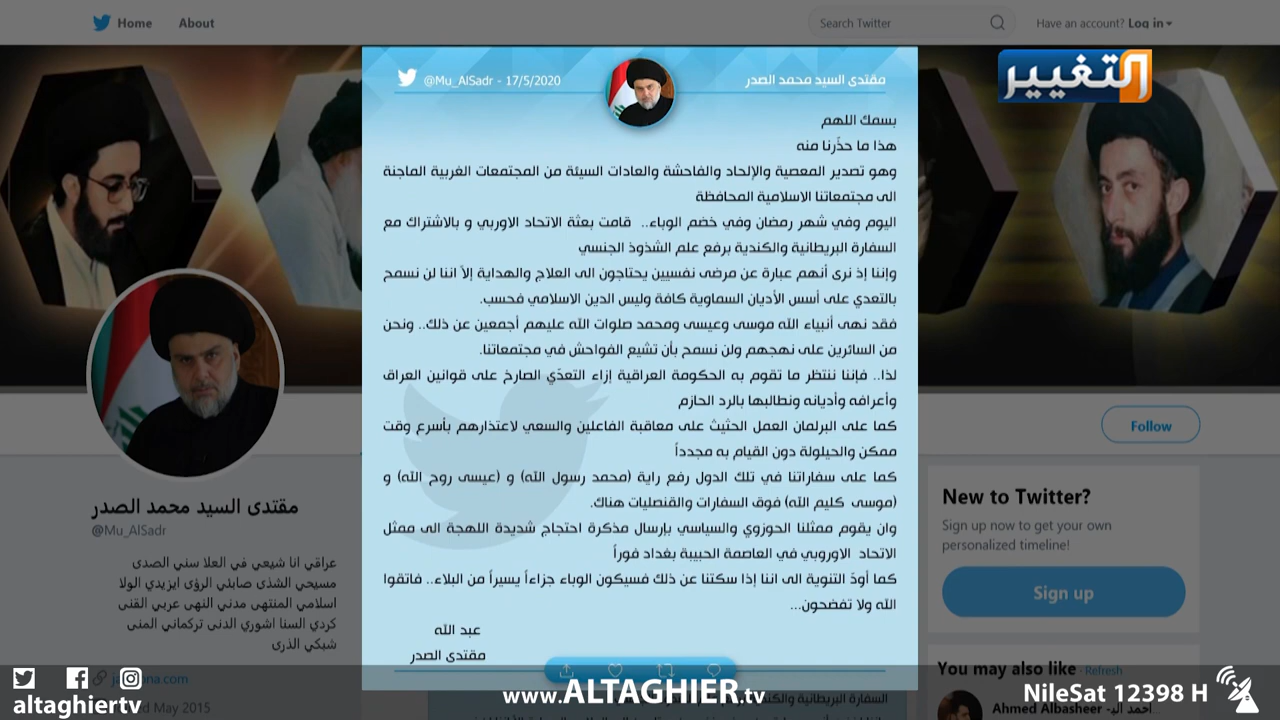 Home
About
Search Twitter
Have an account? Log in
التغيير
@Mu_AlSadr - 17/5/2020
مقتدى السيد محمد الصدر
بسمك اللهم
هذا ما حذّرنا منه
وهو تصدير المعصية والإلحاد والفاحشة والعادات السيئة من المجتمعات الغربية الماجنة
الى مجتمعاتنا الاسلامية المحافظة
اليوم وفي شهر رمضان وفي خضم الوباء.. قامت بعثة الاتحاد الاوربي و بالاشتراك مع
السفارة البريطانية والكندية برفع علم الشذوذ الجنسي
وإننا إذ نرى أنهم عبارة عن مرضى نفسيين يحتاجون الى العلاج والهداية إلاّ اننا لن نسمح
بالتعدي على أسس الأديان السماوية كافة وليس الدين الاسلامي فحسب.
فقد نهى أنبياء الله موسى وعيسى ومحمد صلوات الله عليهم أجمعين عن ذلك.. ونحن
من السائرين على نهجهم ولن نسمح بأن تشيع الفواحش في مجتمعاتنا.
لذا.. فإننا ننتظر ما تقوم به الحكومة العراقية إزاء التعدّي الصارخ على قوانين العراق
وأعرافه وأديانه ونطالبها بالرد الحازم
كما على البرلمان العمل الحثيث على معاقبة الفاعلين والسعي لاعتذارهم بأسرع وقت
ممكن والحيلولة دون القيام به مجدداً
كما على سفاراتنا في تلك الدول رفع راية (محمد رسول الله) و (عيسى روح الله) و
(موسى كليم الله) فوق السفارات والقنصليات هناك.
وان يقوم ممثلنا الحوزوي والسياسي بإرسال مذكرة احتجاج شديدة اللهجة الى ممثل
الاتحاد الاوروبي في العاصمة الحبيبة بغداد فوراً
كما أودّ التنوية الى اننا إذا سكتنا عن ذلك فسيكون الوباء جزاءاً يسيراً من البلاء.. فاتقوا
الله ولا تفضحون...
عبد الله
مقتدى الصدر
مقتدى السيد محمد الصدر
@Mu_AlSadr
عراقي انا شيعي في العلا سني الصدى
مسيحي الشذى صابئي الرؤى ايزيدي الولا
اسلامي المنتهى مدني النهى عربي القنى
كردي السنا اشوري الدنى تركماني المنى
شبكي الذرى
May 2015
Follow
New to Twitter?
Sign up now to get your own
personalized timeline!
Sign up
You may also like · Refresh
Ahmed Albasheer
السفارة البريطانية
altaghiertv
www.ALTAGHIER.tv
NileSat 12398 H